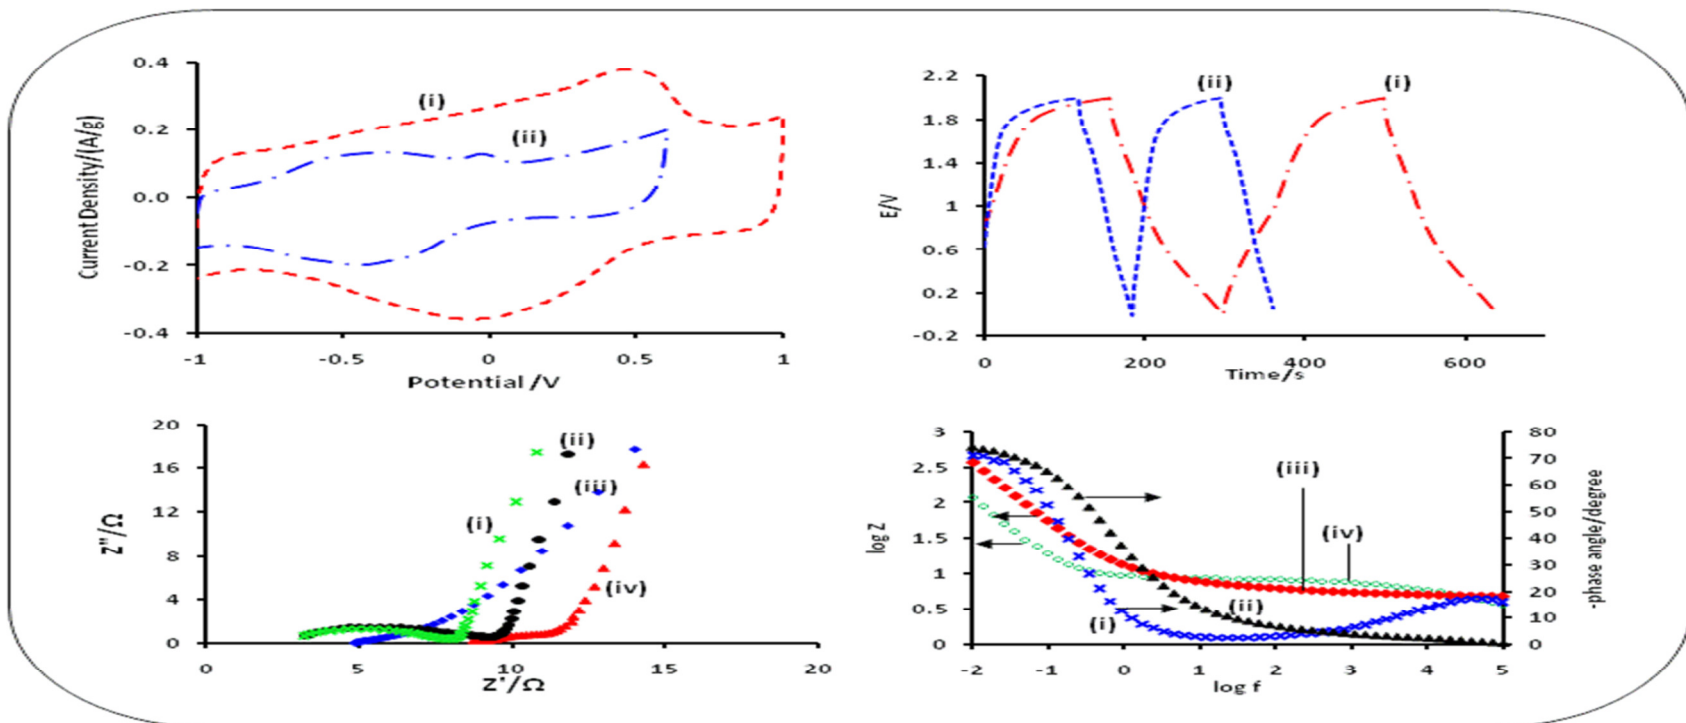 0.4
0.2
0.0
-0.2
-0.4
-1
-0.5
0
0.5
1
Current Density/(A/g)
Potential /V
(i)
(ii)
2.2
1.8
1.4
1
0.6
0.2
-0.2
0
200
400
600
E/V
Time/s
(ii)
(i)
20
16
12
8
4
0
0
5
10
15
20
Z''/Ω
Z'/Ω
(ii)
(iii)
(i)
(iv)
3
2.5
2
1.5
1
0.5
0
-2
-1
0
1
2
3
4
5
80
70
60
50
40
30
20
10
0
log Z
log f
-phase angle/degree
(iii)
(iv)
(ii)
(i)